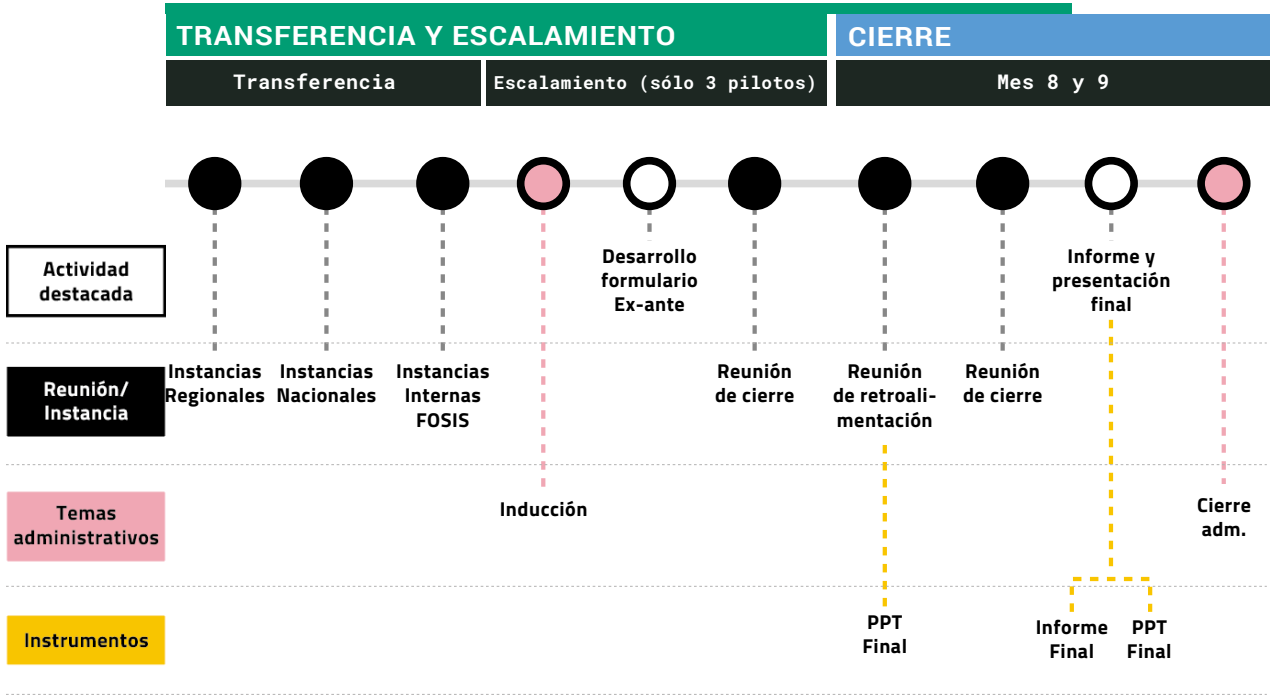 TRANSFERENCIA Y ESCALAMIENTO
CIERRE
Transferencia
Escalamiento (sólo 3 pilotos)
Mes 8 y 9
Actividad
destacada
Desarrollo
formulario
Ex-ante
Informe y
presentación
final
Reunión/
Instancia
Instancias
Regionales
Instancias
Nacionales
Instancias
Internas
FOSIS
Reunión
de cierre
Reunión
de retroali-
mentación
Reunión
de cierre
Temas
administrativos
Inducción
Cierre
adm.
Instrumentos
PPT
Final
Informe
Final
PPT
Final